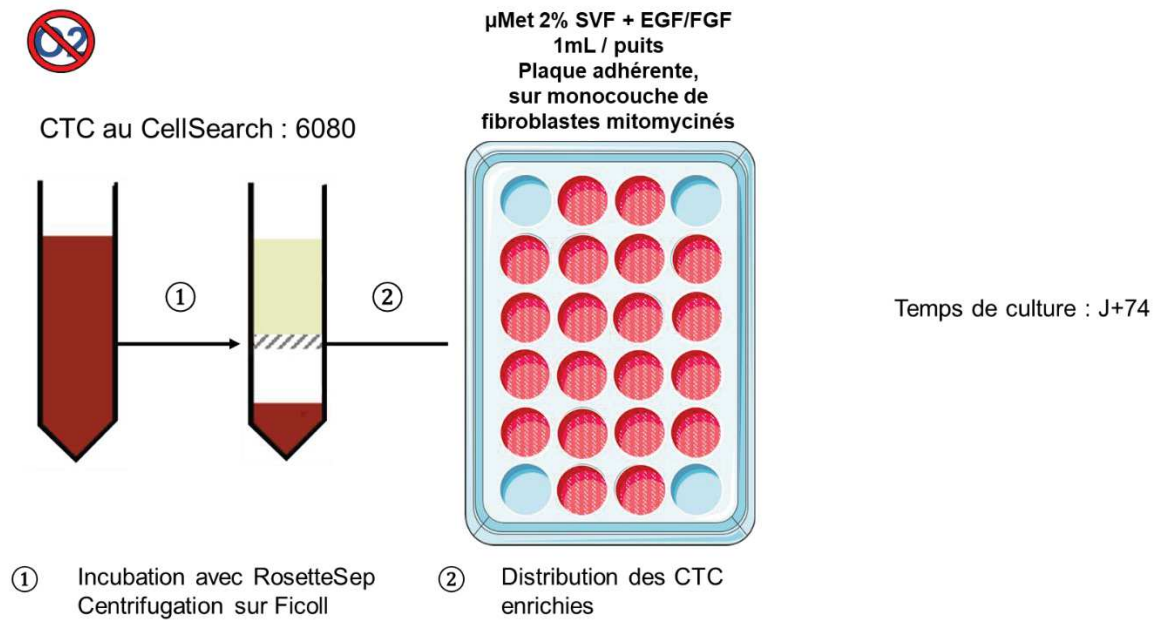 O2
µMet 2% SVF + EGF/FGF
1mL / puits
Plaque adhérente,
sur monocouche de
fibroblastes mitomycinés
CTC au CellSearch : 6080
①
②
Temps de culture : J+74
① Incubation avec RosetteSep
Centrifugation sur Ficoll
② Distribution des CTC
enrichies